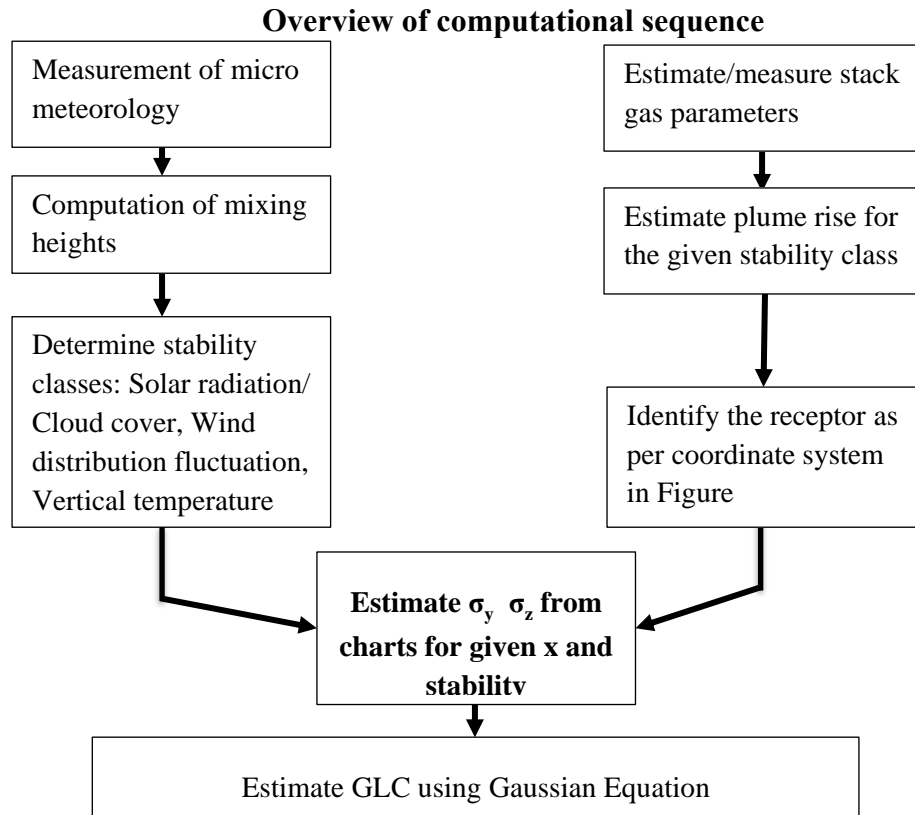 Overview of computational sequence
Measurement of micro
meteorology
Computation of mixing
heights
Determine stability
classes: Solar radiation/
Cloud cover, Wind
distribution fluctuation,
Vertical temperature
Estimate/measure stack
gas parameters
Estimate plume rise for
the given stability class
Identify the receptor as
per coordinate system
in Figure
Estimate σy σz from
charts for given x and
stability
Estimate GLC using Gaussian Equation